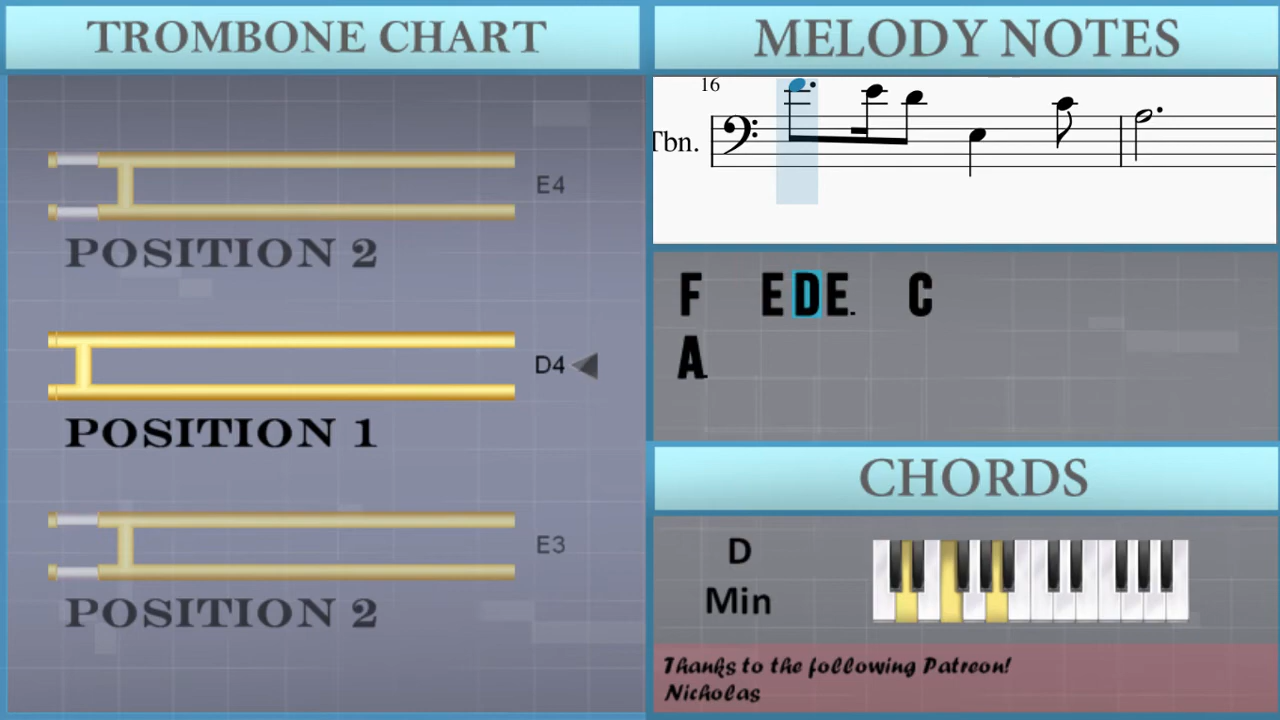 TROMBONE CHART
E4
POSITION 2
D4
POSITION 1
E3
POSITION 2
MELODY NOTES
16
Tbn.
F EDE. C
A.
CHORDS
D
Min
Thanks to the following Patreon!
Nicholas